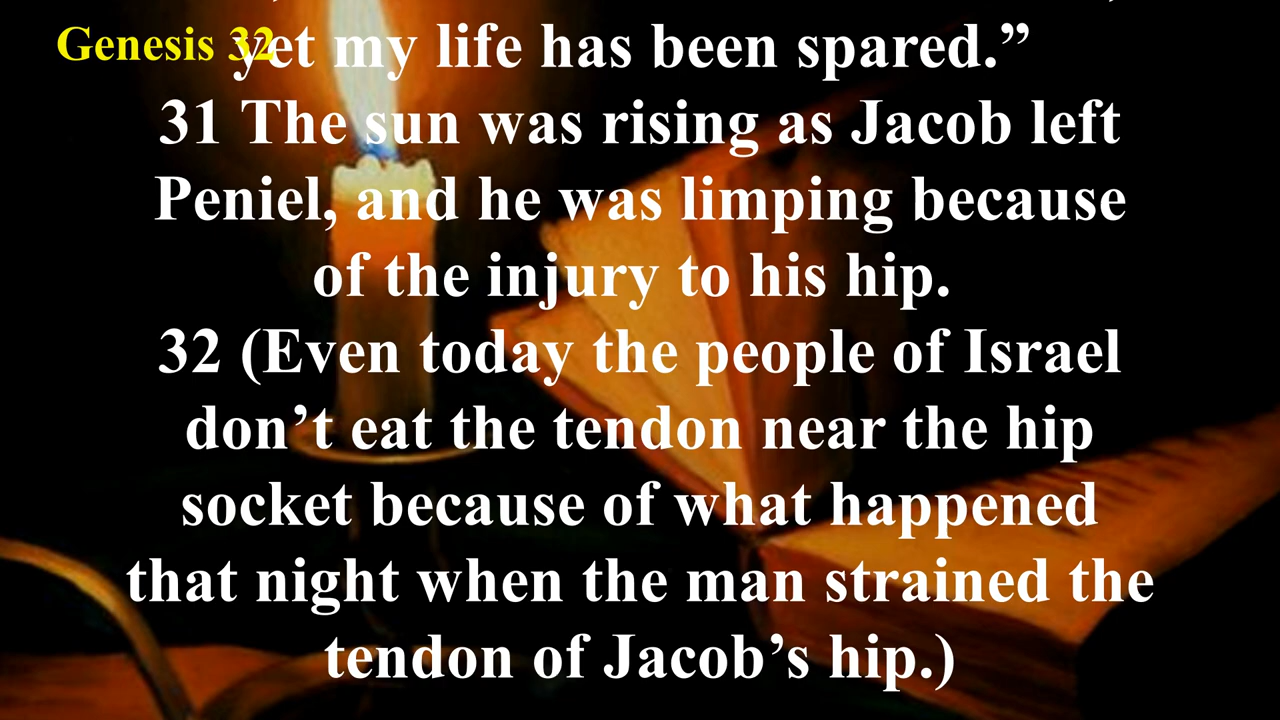 Genesis 32
yet my life has been spared.”
31 The sun was rising as Jacob left
Peniel, and he was limping because
of the injury to his hip.
32 (Even today the people of Israel
don’t eat the tendon near the hip
socket because of what happened
that night when the man strained the
tendon of Jacob’s hip.)